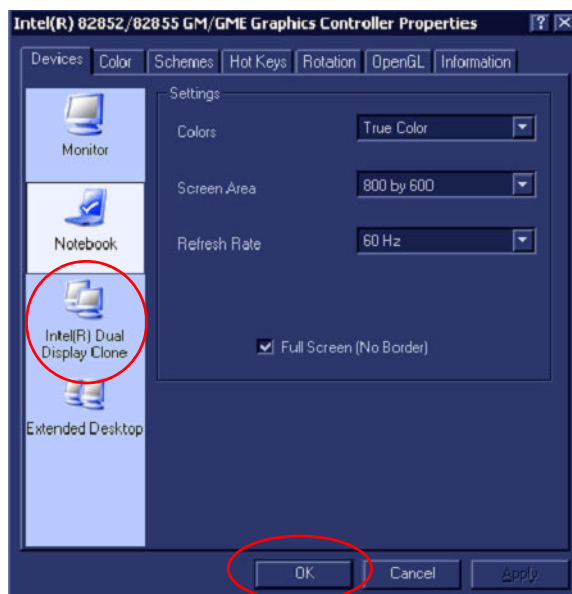 Intel(R) 82852/82855 GM/GME Graphics Controller Properties
Devices Color Schemes Hot Keys Rotation OpenGL Information
Settings
Monitor
Colors True Color
Screen Area 800 by 600
Notebook
Refresh Rate 60 Hz
Intel(R) Dual
Display Clone
Full Screen (No Border)
Extended Desktop
OK Cancel Apply